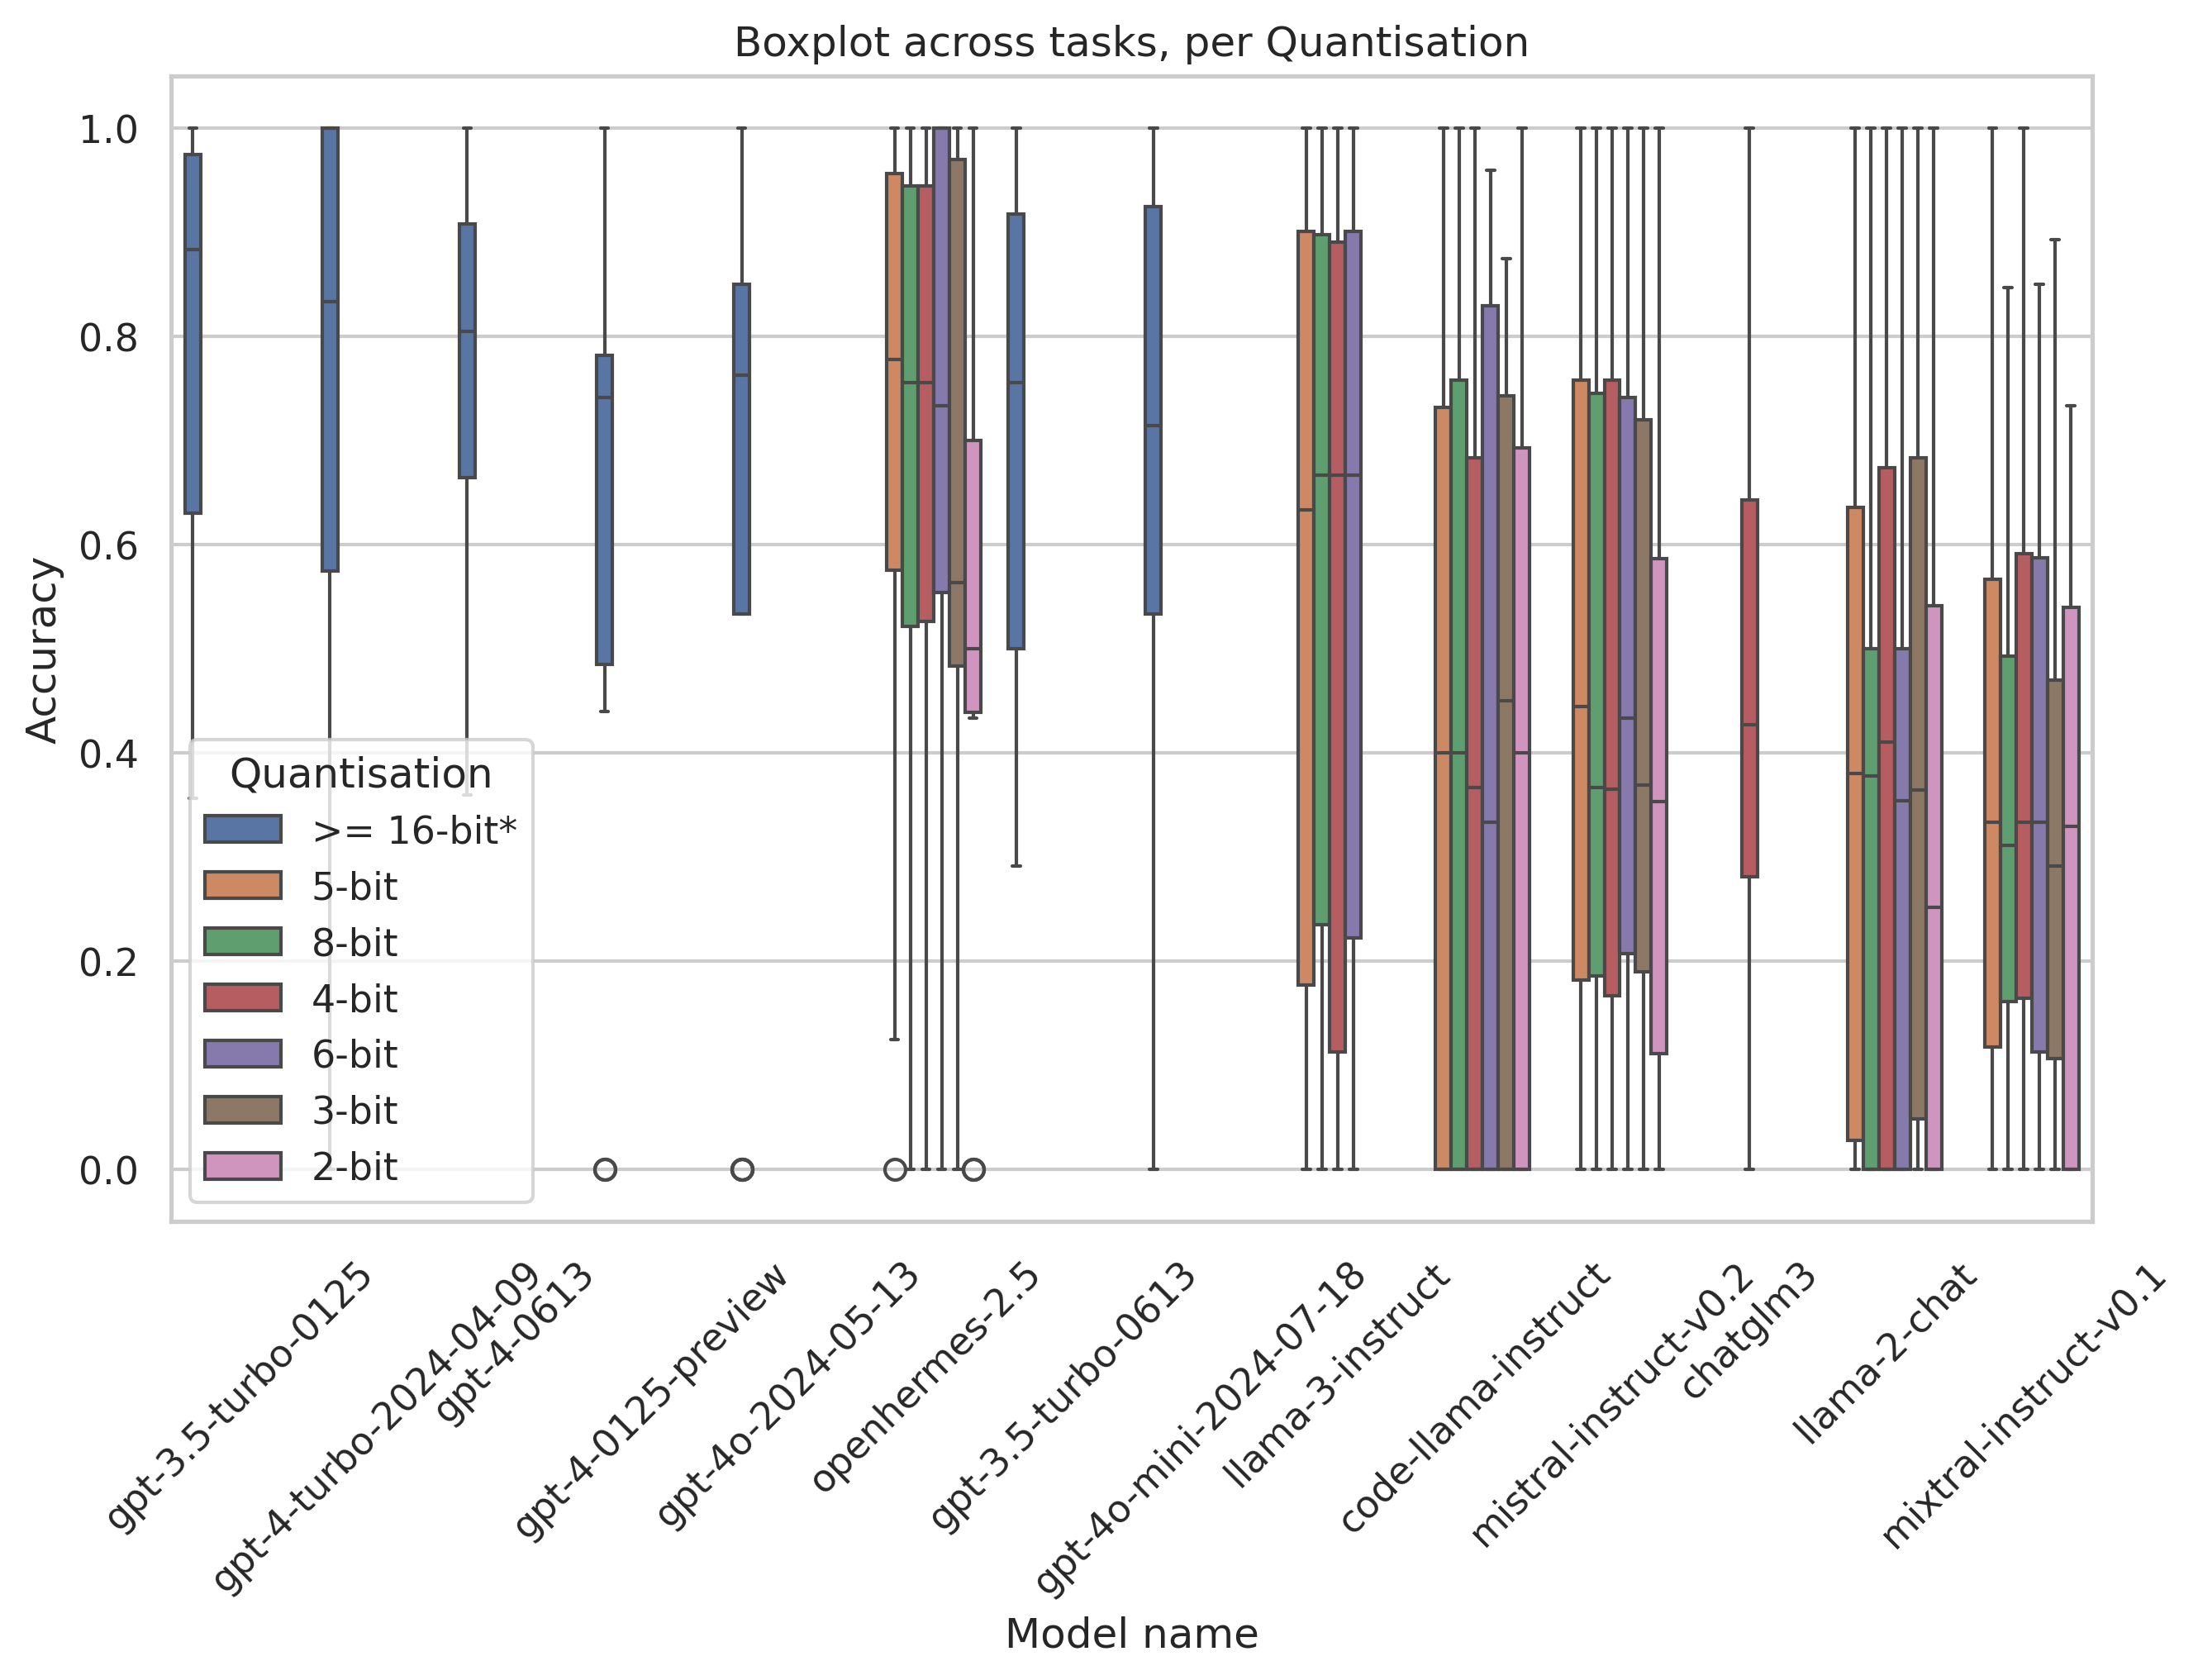 Boxplot across tasks, per Quantisation
Accuracy
1.0
0.8
0.6
0.4
0.2
0.0
Quantisation
>= 16-bit*
5-bit
8-bit
4-bit
6-bit
3-bit
2-bit
gpt-3.5-turbo-0125
gpt-4-turbo-2024-04-09
gpt-4-0613
gpt-4-0125-preview
gpt-4o-2024-05-13
openhermes-2.5
gpt-3.5-turbo-0613
gpt-4o-mini-2024-07-18
llama-3-instruct
code-llama-instruct
mistral-instruct-v0.2
chatglm3
llama-2-chat
mixtral-instruct-v0.1
Model name